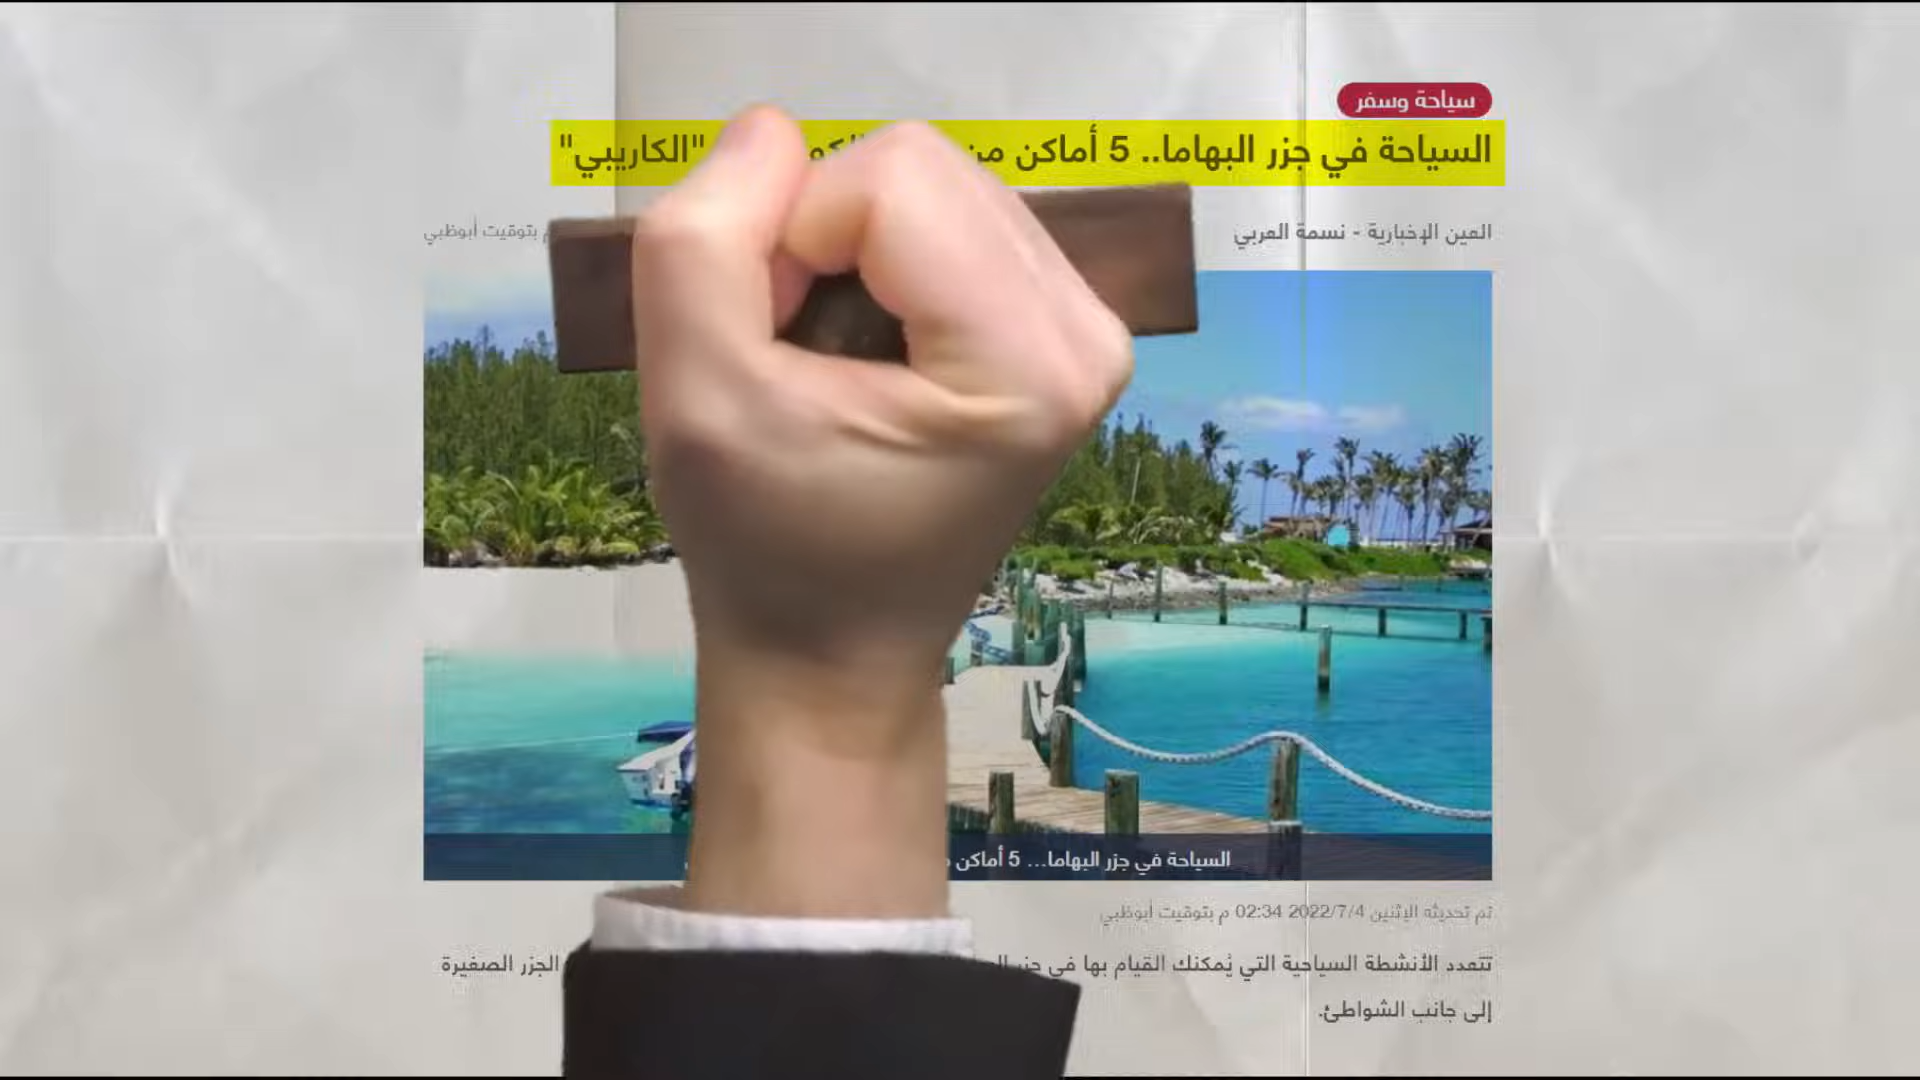 سياحة وسفر
السياحة في جزر البهاما.. 5 أماكن من "الكاريبي"
العين الإخبارية - نسمة العربي
بتوقيت أبوظبي
السياحة في جزر البهاما... 5 أماكن
تم تحديثه الإثنين 2022/7/4 02:34 م بتوقيت أبوظبي
تتعدد الأنشطة السياحية التي يُمكنك القيام بها في جزر الجزر الصغيرة
إلى جانب الشواطئ.